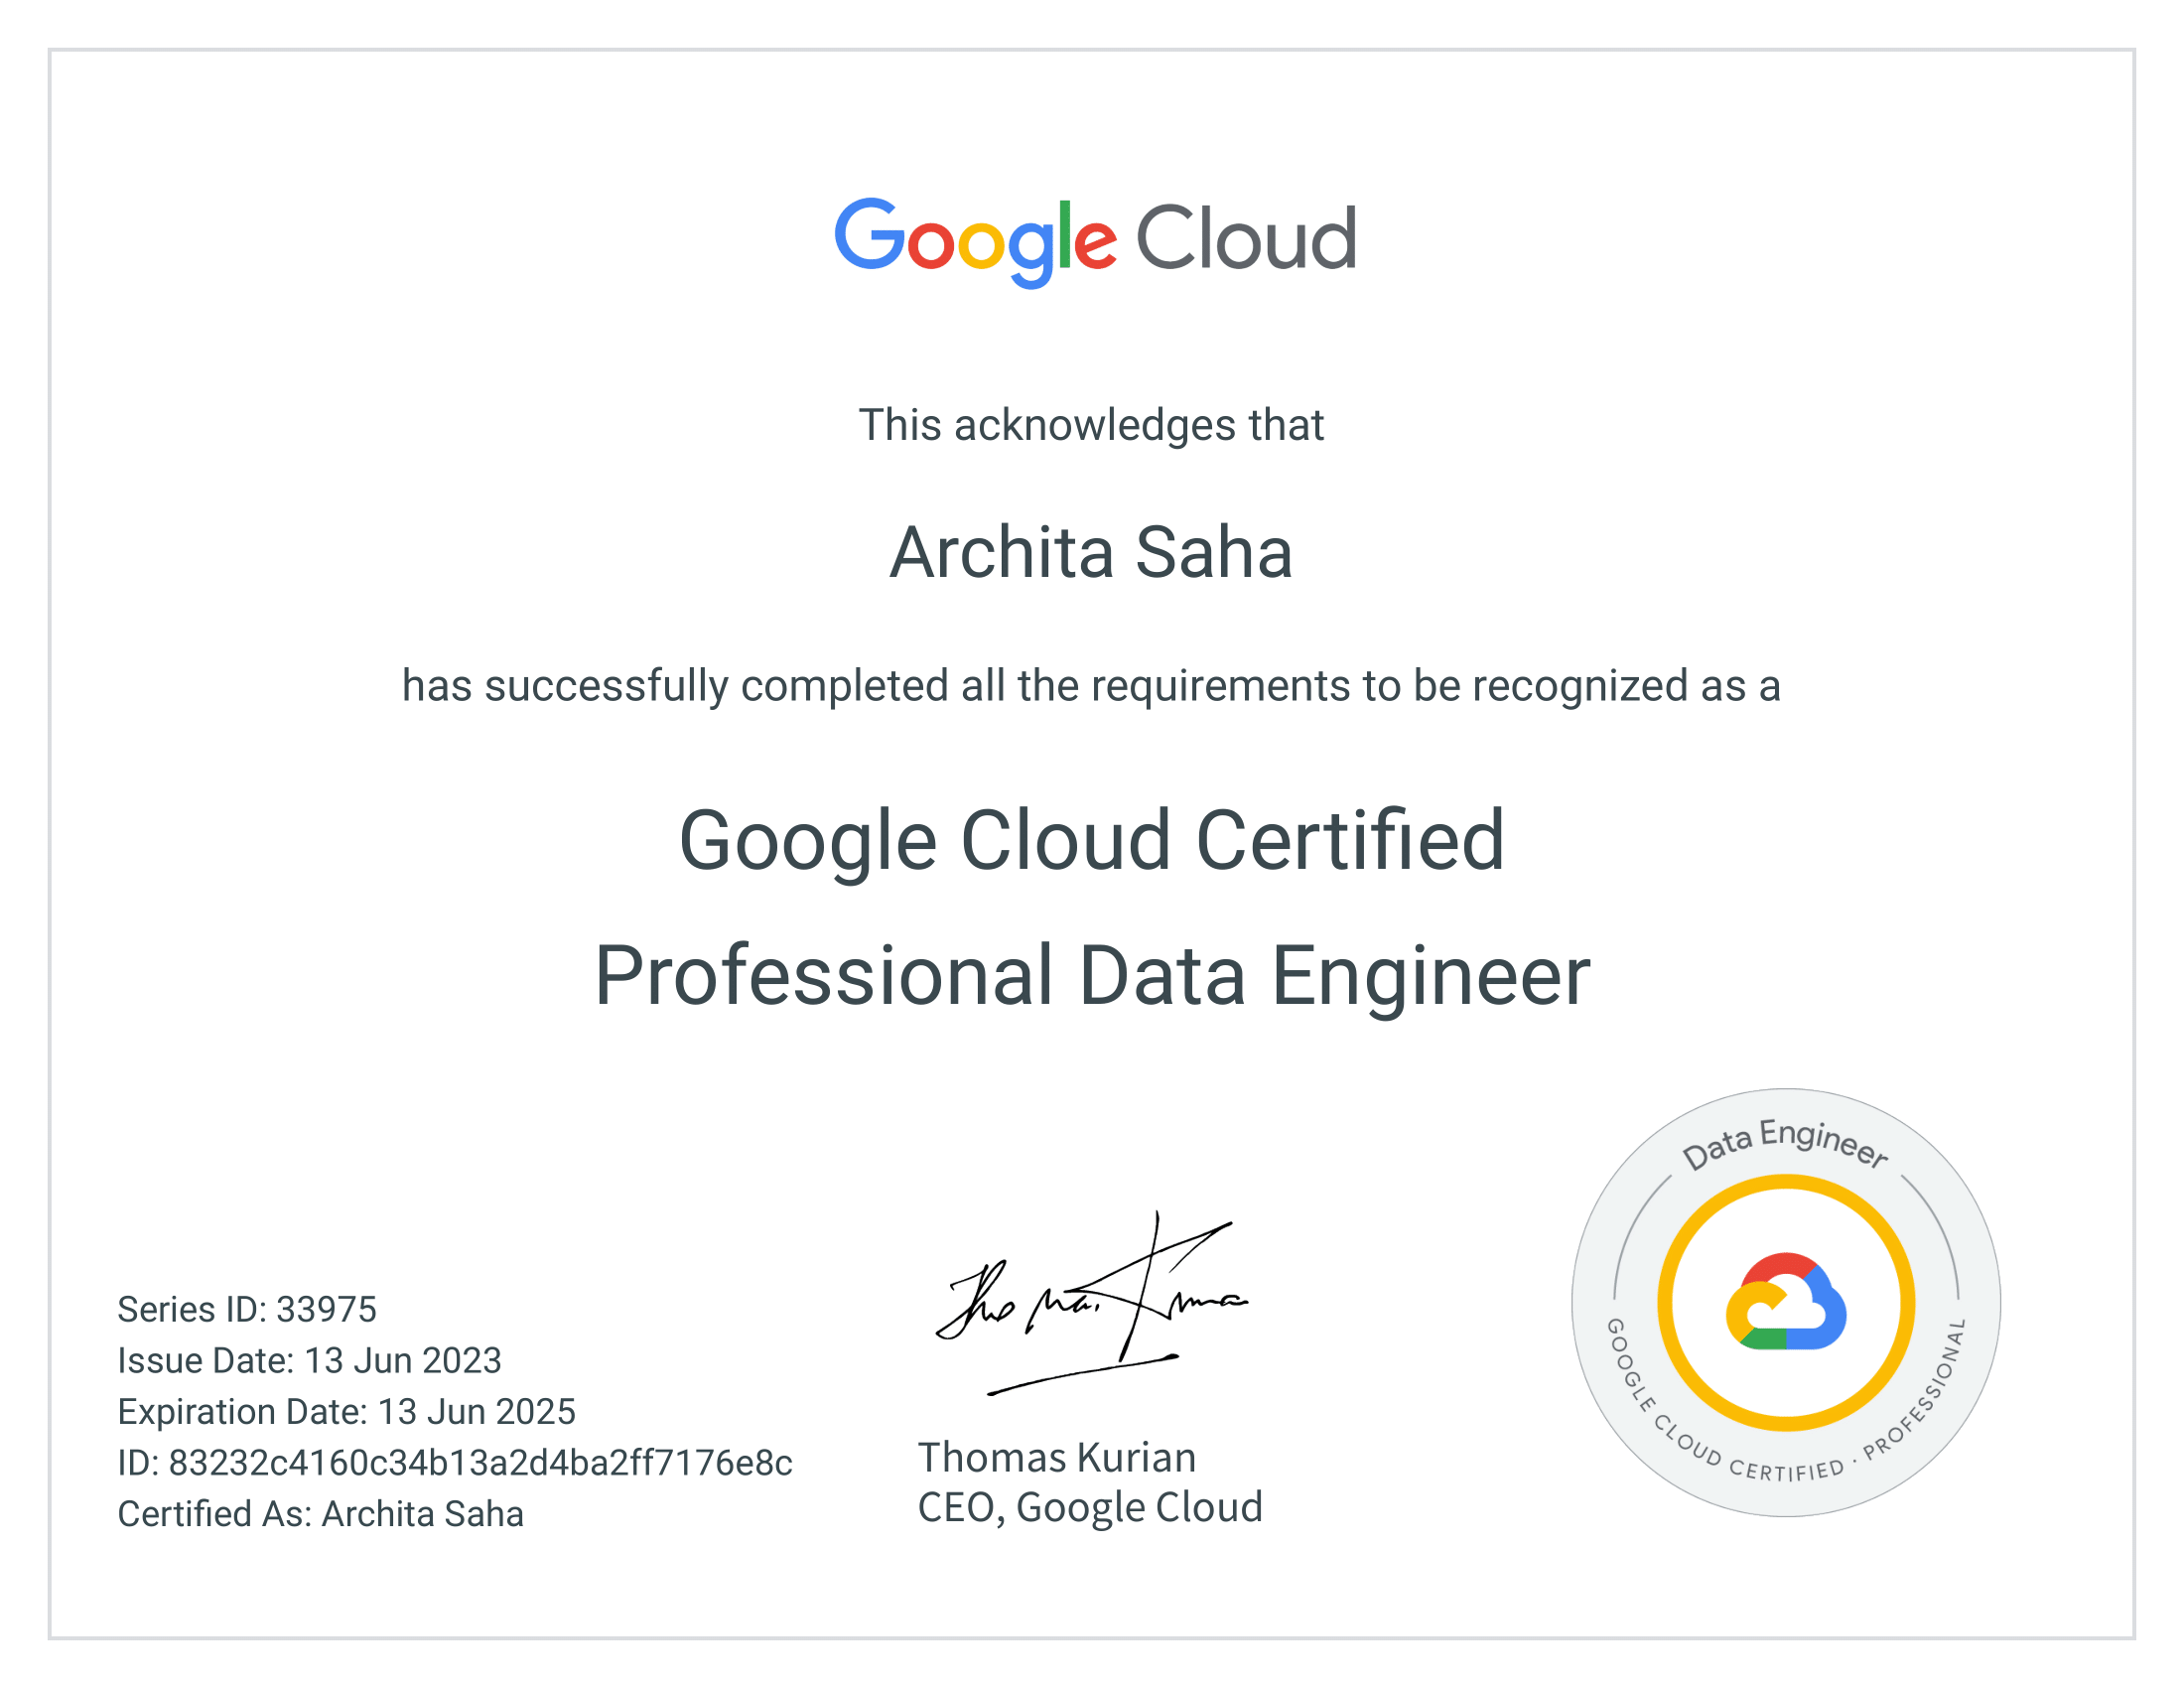 Google Cloud
This acknowledges that
Archita Saha
has successfully completed all the requirements to be recognized as a
Google Cloud Certified
Professional Data Engineer
Series ID: 33975
Issue Date: 13 Jun 2023
Expiration Date: 13 Jun 2025
ID: 83232c4160c34b13a2d4ba2ff7176e8c
Certified As: Archita Saha
Thomas Kurian
Thomas Kurian
CEO, Google Cloud
Data Engineer
GOOGLE CLOUD CERTIFIED · PROFESSIONAL